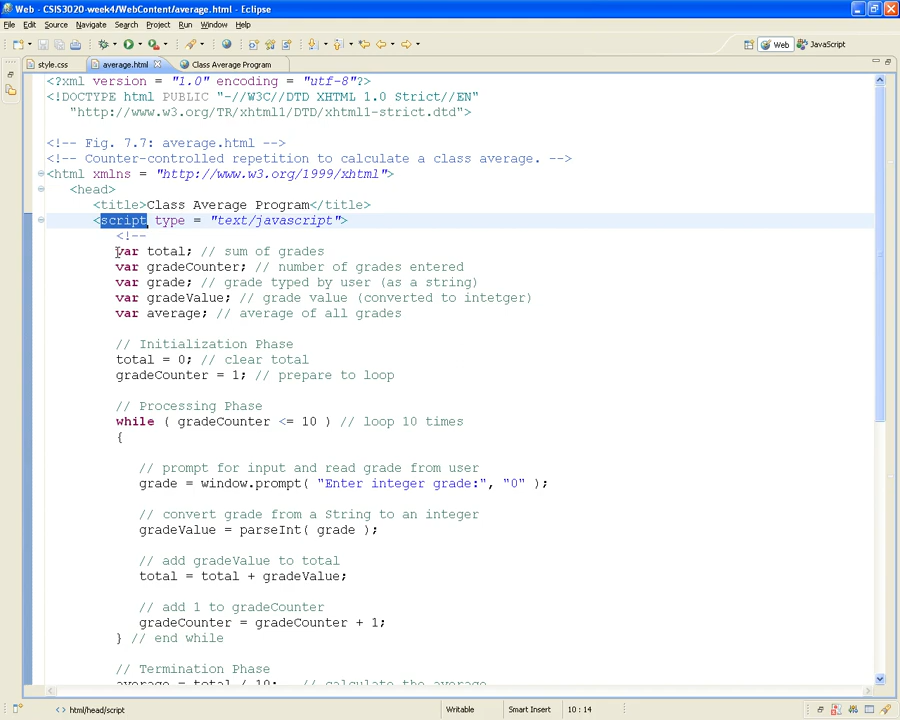 Web - CSIS3020-week4/WebContent/average.html - Eclipse
File Edit Source Navigate Search Project Run Window Help
Web JavaScript
style.css average.html Class Average Program
<?xml version = "1.0" encoding = "utf-8"?>
<!DOCTYPE html PUBLIC "-//W3C//DTD XHTML 1.0 Strict//EN"
"http://www.w3.org/TR/xhtml1/DTD/xhtml1-strict.dtd">
<!-- Fig. 7.7: average.html -->
<!-- Counter-controlled repetition to calculate a class average. -->
<html xmlns = "http://www.w3.org/1999/xhtml">
<head>
<title>Class Average Program</title>
<script type = "text/javascript">
<!--
var total; // sum of grades
var gradeCounter; // number of grades entered
var grade; // grade typed by user (as a string)
var gradeValue; // grade value (converted to intetger)
var average; // average of all grades
// Initialization Phase
total = 0; // clear total
gradeCounter = 1; // prepare to loop
// Processing Phase
while ( gradeCounter <= 10 ) // loop 10 times
{
// prompt for input and read grade from user
grade = window.prompt( "Enter integer grade:", "0" );
// convert grade from a String to an integer
gradeValue = parseInt( grade );
// add gradeValue to total
total = total + gradeValue;
// add 1 to gradeCounter
gradeCounter = gradeCounter + 1;
} // end while
// Termination Phase
average = total / 10; // calculate the average
html/head/script Writable Smart Insert 10 : 14